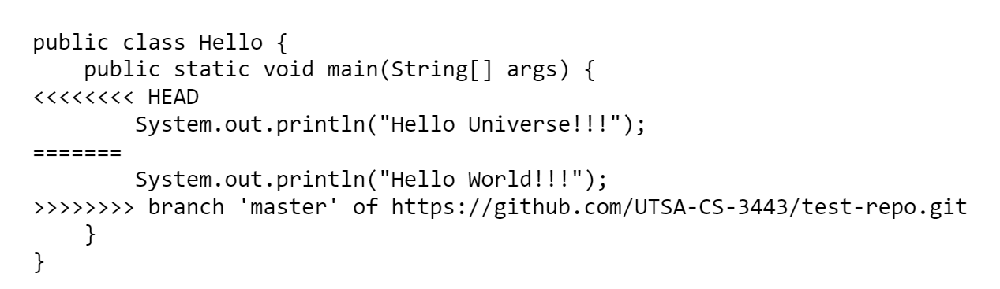 public class Hello {
    public static void main(String[] args) {
<<<<<<<< HEAD
        System.out.println("Hello Universe!!!");
=======
        System.out.println("Hello World!!!");
>>>>>>>> branch 'master' of https://github.com/UTSA-CS-3443/test-repo.git
    }
}